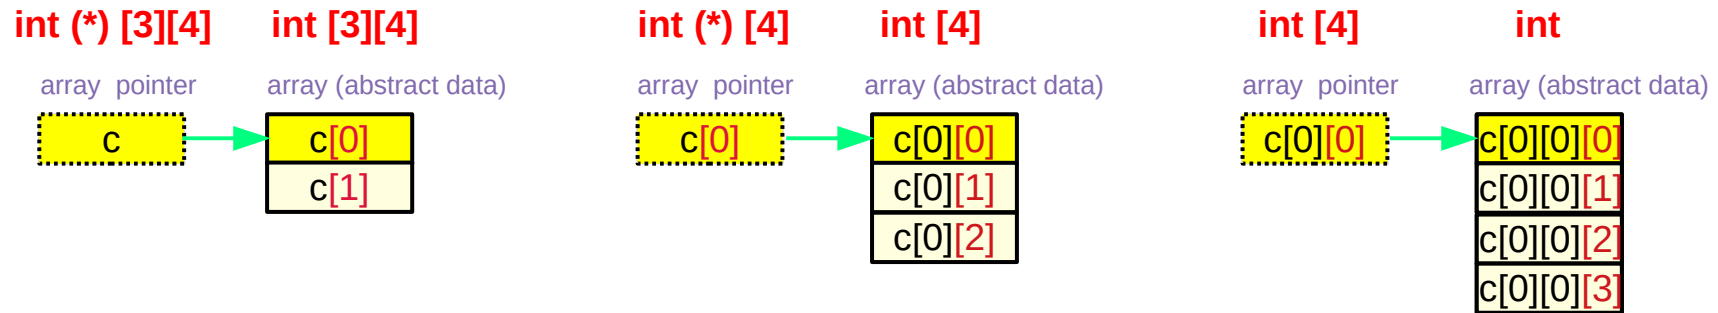 int (*) [3][4] int [3][4] int (*) [4] int [4] int [4] int
array pointer array (abstract data) array pointer array (abstract data) array pointer array (abstract data)
c c[0] c[0] c[0][0] c[0][0] c[0][0][0]
c[1] c[0][1] c[0][0][1]
c[0][2] c[0][0][2]
c[0][0][3]